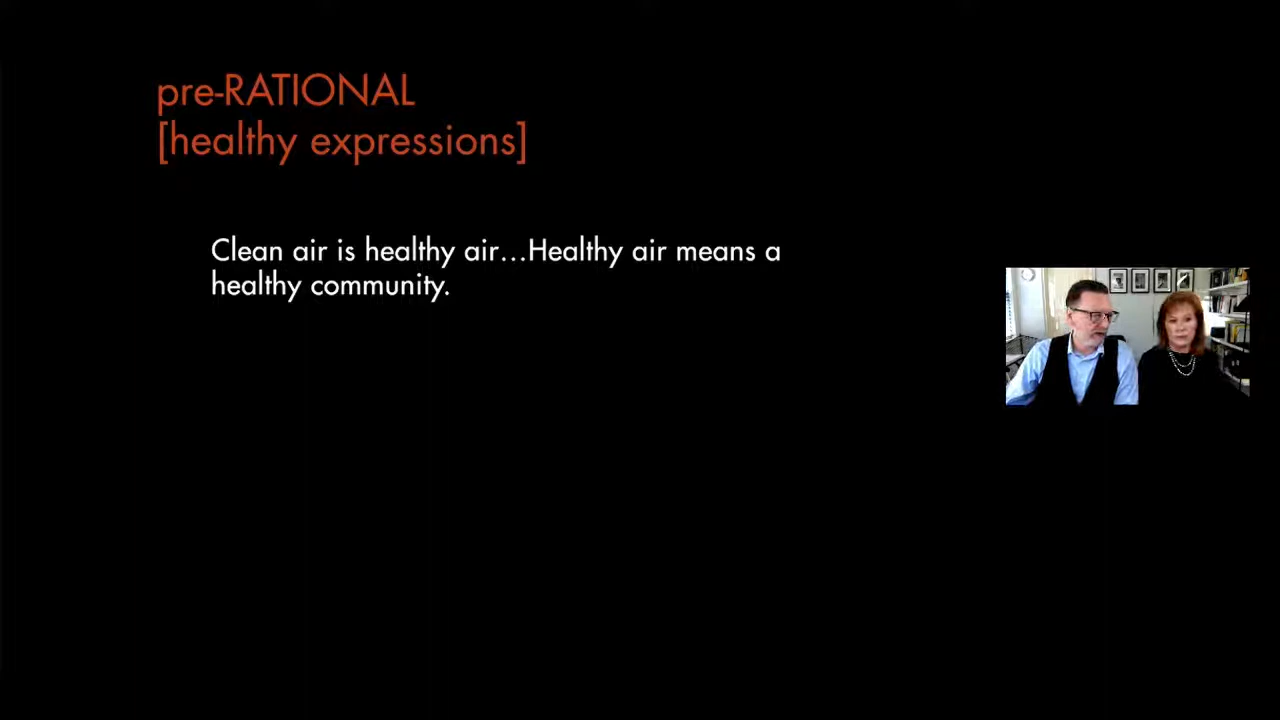 pre-RATIONAL
[healthy expressions]
Clean air is healthy air...Healthy air means a
healthy community.